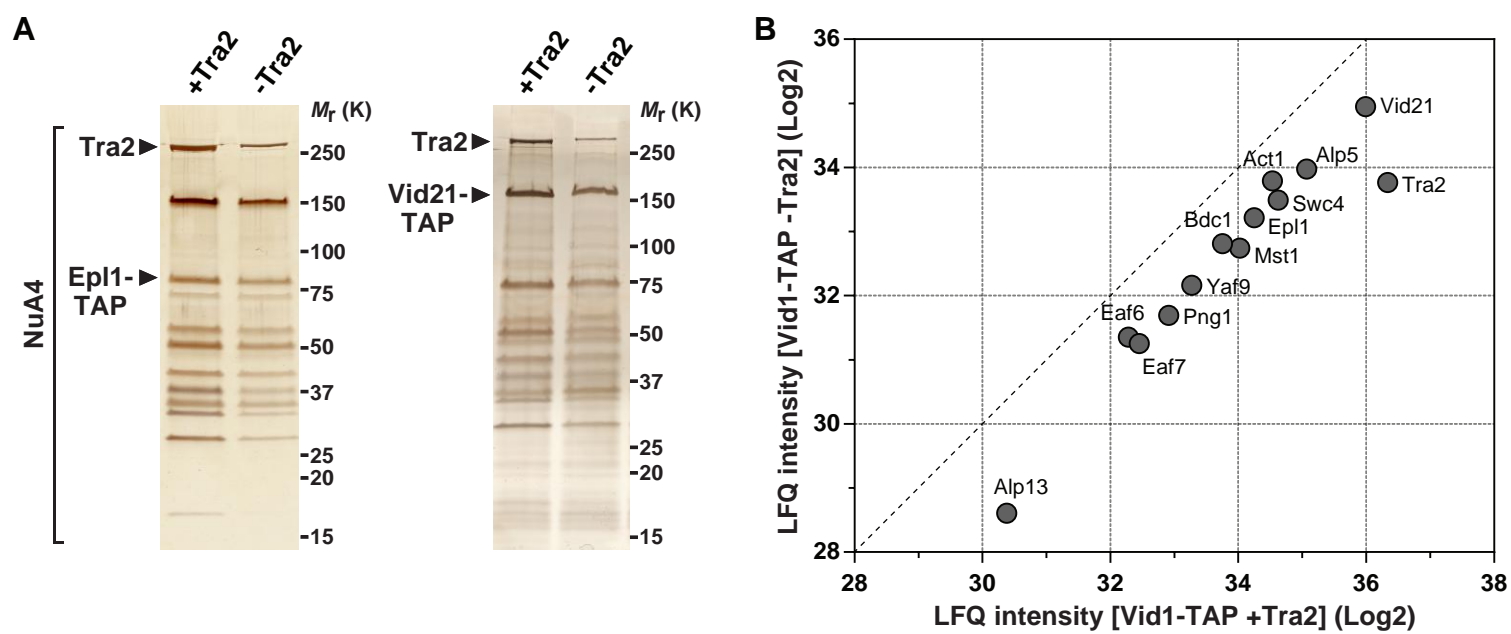 A
+Tra2
-Tra2
Mr (K)
Tra2
-250
-150
-100
Epl1-
TAP
-75
-50
-37
-25
-20
-15
NuA4
+Tra2
-Tra2
Mr (K)
Tra2
-250
Vid21-
TAP
-150
-100
-75
-50
-37
-25
-20
-15
B
LFQ intensity [Vid1-TAP -Tra2] (Log2)
36
34
32
30
28
Vid21
Act1
Alp5
Tra2
Swc4
Bdc1
Epl1
Mst1
Yaf9
Eaf6
Png1
Eaf7
Alp13
28
30
32
34
36
38
LFQ intensity [Vid1-TAP +Tra2] (Log2)